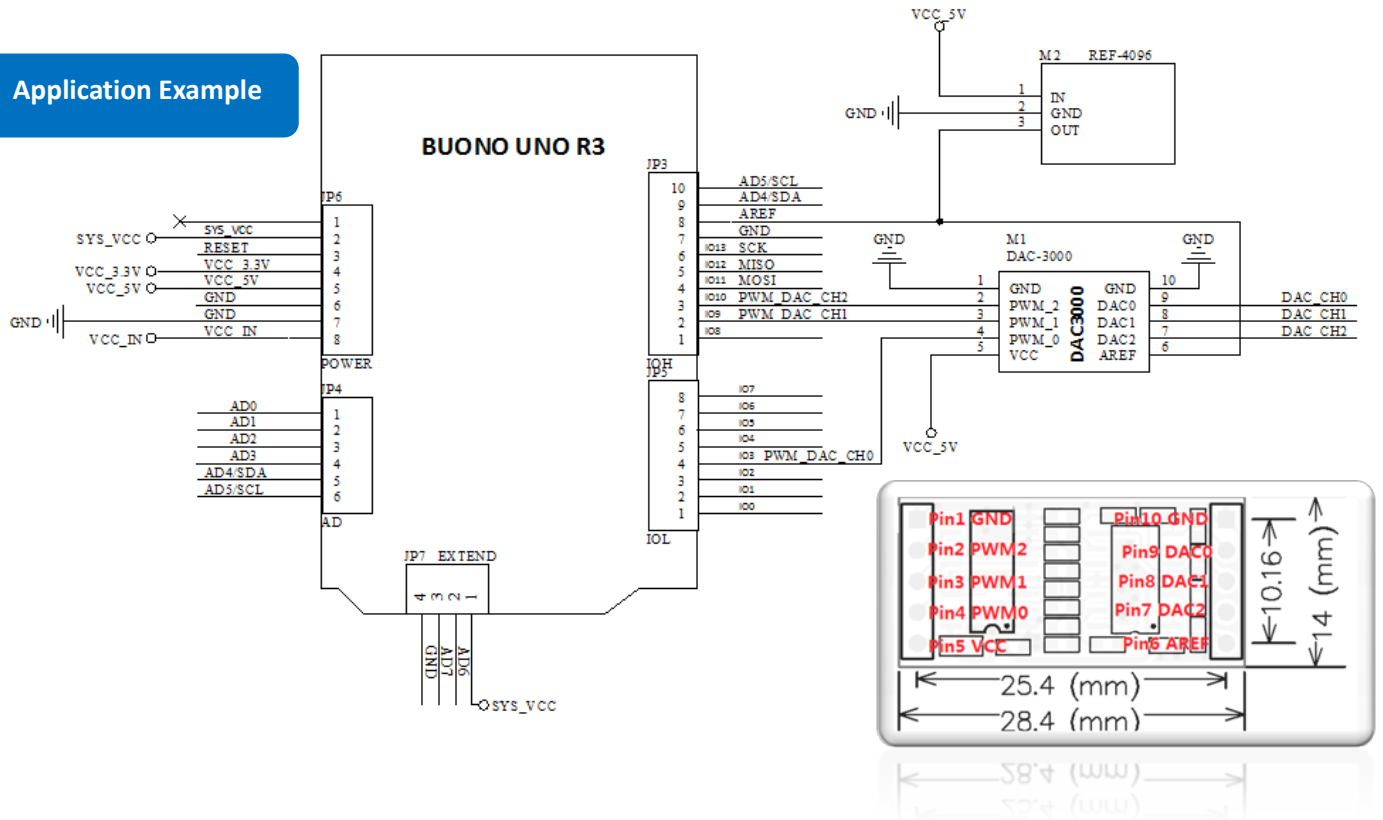 Application Example
BUONO UNO R3
VCC_5V
M2 REF-4096
1 IN
2 GND
3 OUT
GND
JP6
1
SYS_VCC SYS_VCC 2
RESET 3
VCC_3.3V VCC_3.3V 4
VCC_5V VCC_5V 5
GND 6
GND GND 7
VCC_IN VCC_IN 8
POWER
JP4
AD0 1
AD1 2
AD2 3
AD3 4
AD4/SDA 5
AD5/SCL 6
AD
JP3
10 AD5/SCL
9 AD4/SDA
8 AREF
7 GND
6 IO13 SCK
5 IO12 MISO
4 IO11 MOSI
3 IO10 PWM_DAC_CH2
2 IO9 PWM_DAC_CH1
1 IO8
IOH
JP5
8 IO7
7 IO6
6 IO5
5 IO4
4 IO3 PWM_DAC_CH0
3 IO2
2 IO1
1 IO0
IOL
JP7 EXTEND
4 3 2 1
GND
AD7
AD6
SYS_VCC
GND
M1
DAC-3000
GND
1 GND GND 10
2 PWM_2 DAC0 9 DAC_CH0
3 PWM_1 DAC1 8 DAC_CH1
4 PWM_0 DAC2 7 DAC_CH2
5 VCC AREF 6
DAC3000
VCC_5V
Pin1 GND Pin10 GND
Pin2 PWM2 Pin9 DAC0
Pin3 PWM1 Pin8 DAC1
Pin4 PWM0 Pin7 DAC2
Pin5 VCC Pin6 AREF
10.16
14 (mm)
25.4 (mm)
28.4 (mm)
28.4 (mm)
25.4 (mm)